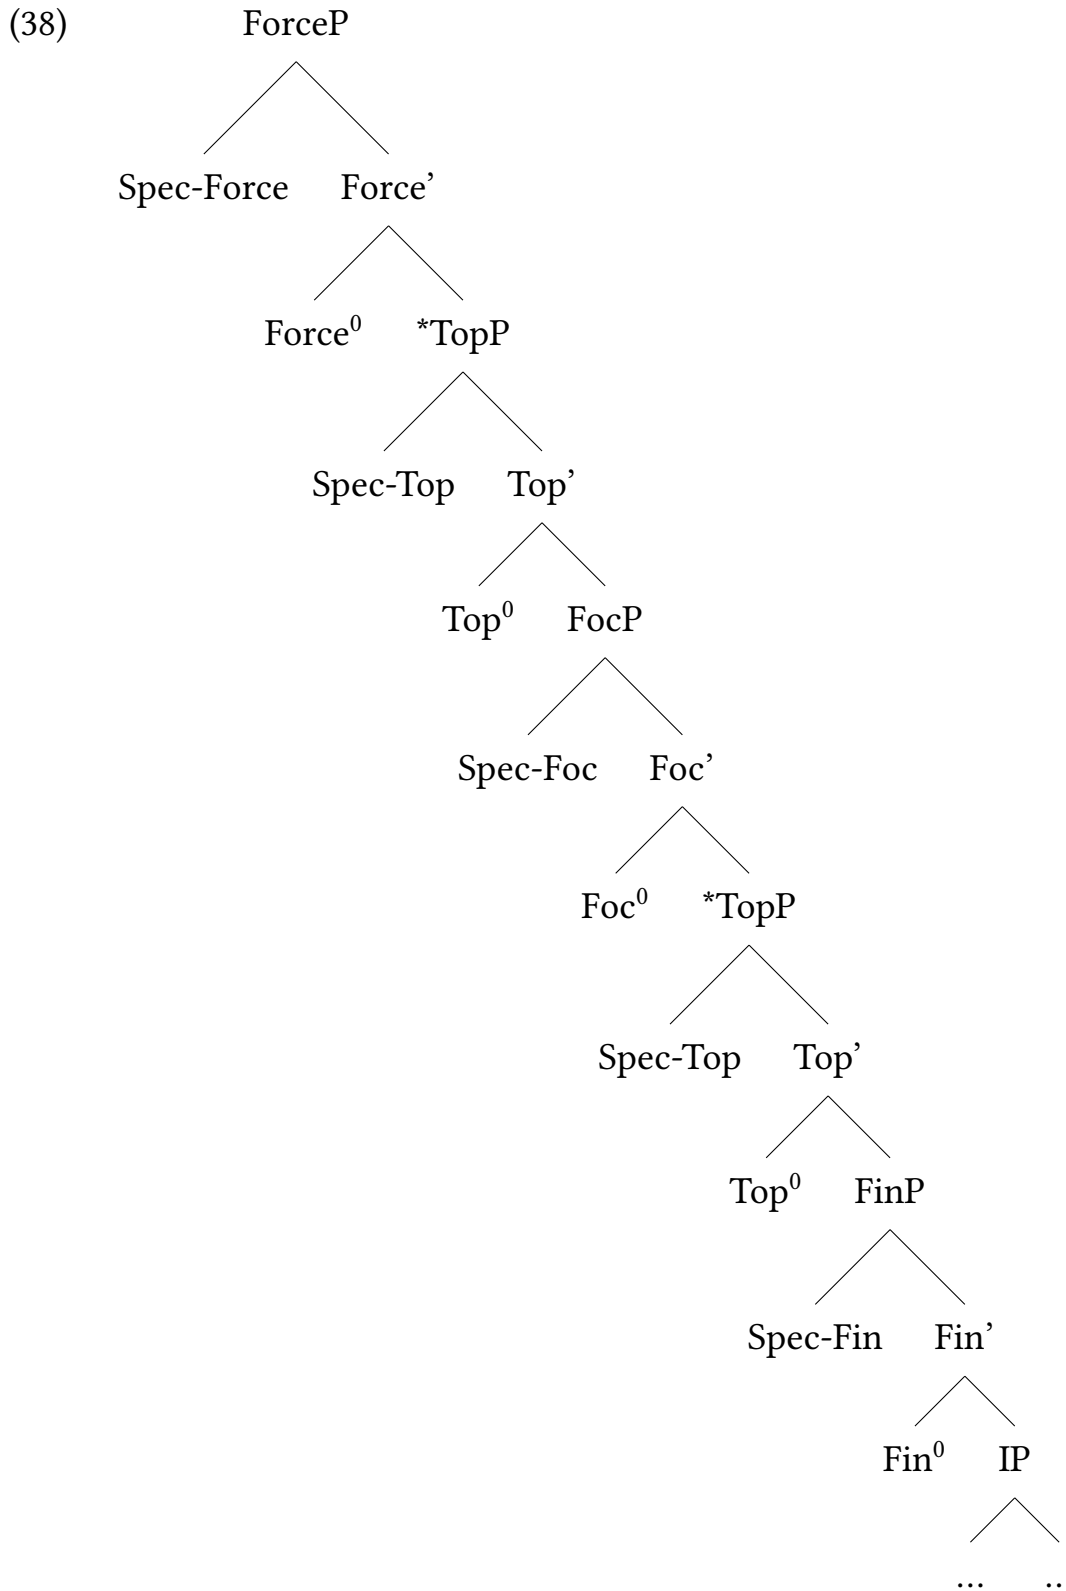 (38) ForceP
Spec-Force Force’
Force⁰ *TopP
Spec-Top Top’
Top⁰ FocP
Spec-Foc Foc’
Foc⁰ *TopP
Spec-Top Top’
Top⁰ FinP
Spec-Fin Fin’
Fin⁰ IP
... ..